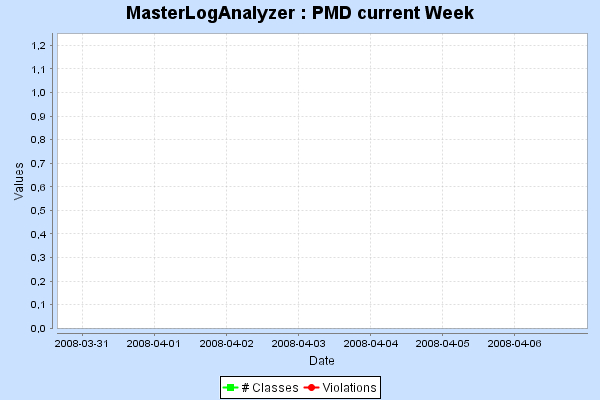 MasterLogAnalyzer : PMD current Week
1,2
1,1
1,0
0,9
0,8
0,7
0,6
0,5
0,4
0,3
0,2
0,1
0,0
Values
2008-03-31 2008-04-01 2008-04-02 2008-04-03 2008-04-04 2008-04-05 2008-04-06
Date
# Classes Violations